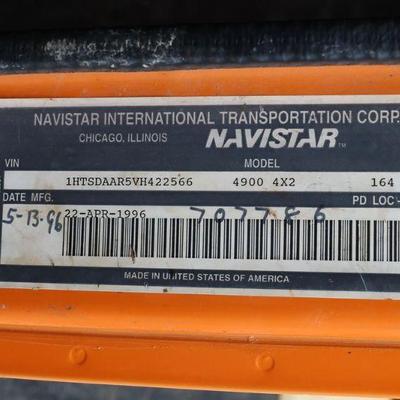 NAVISTAR INTERNATIONAL TRANSPORTATION CORP.
CHICAGO, ILLINOIS NAVISTAR TM
VIN MODEL
1HTSDAAR5VH422566 4900 4X2 164
DATE MFG. PD LOC-
5-13-96 22-APR-1996 707786
MADE IN UNITED STATES OF AMERICA